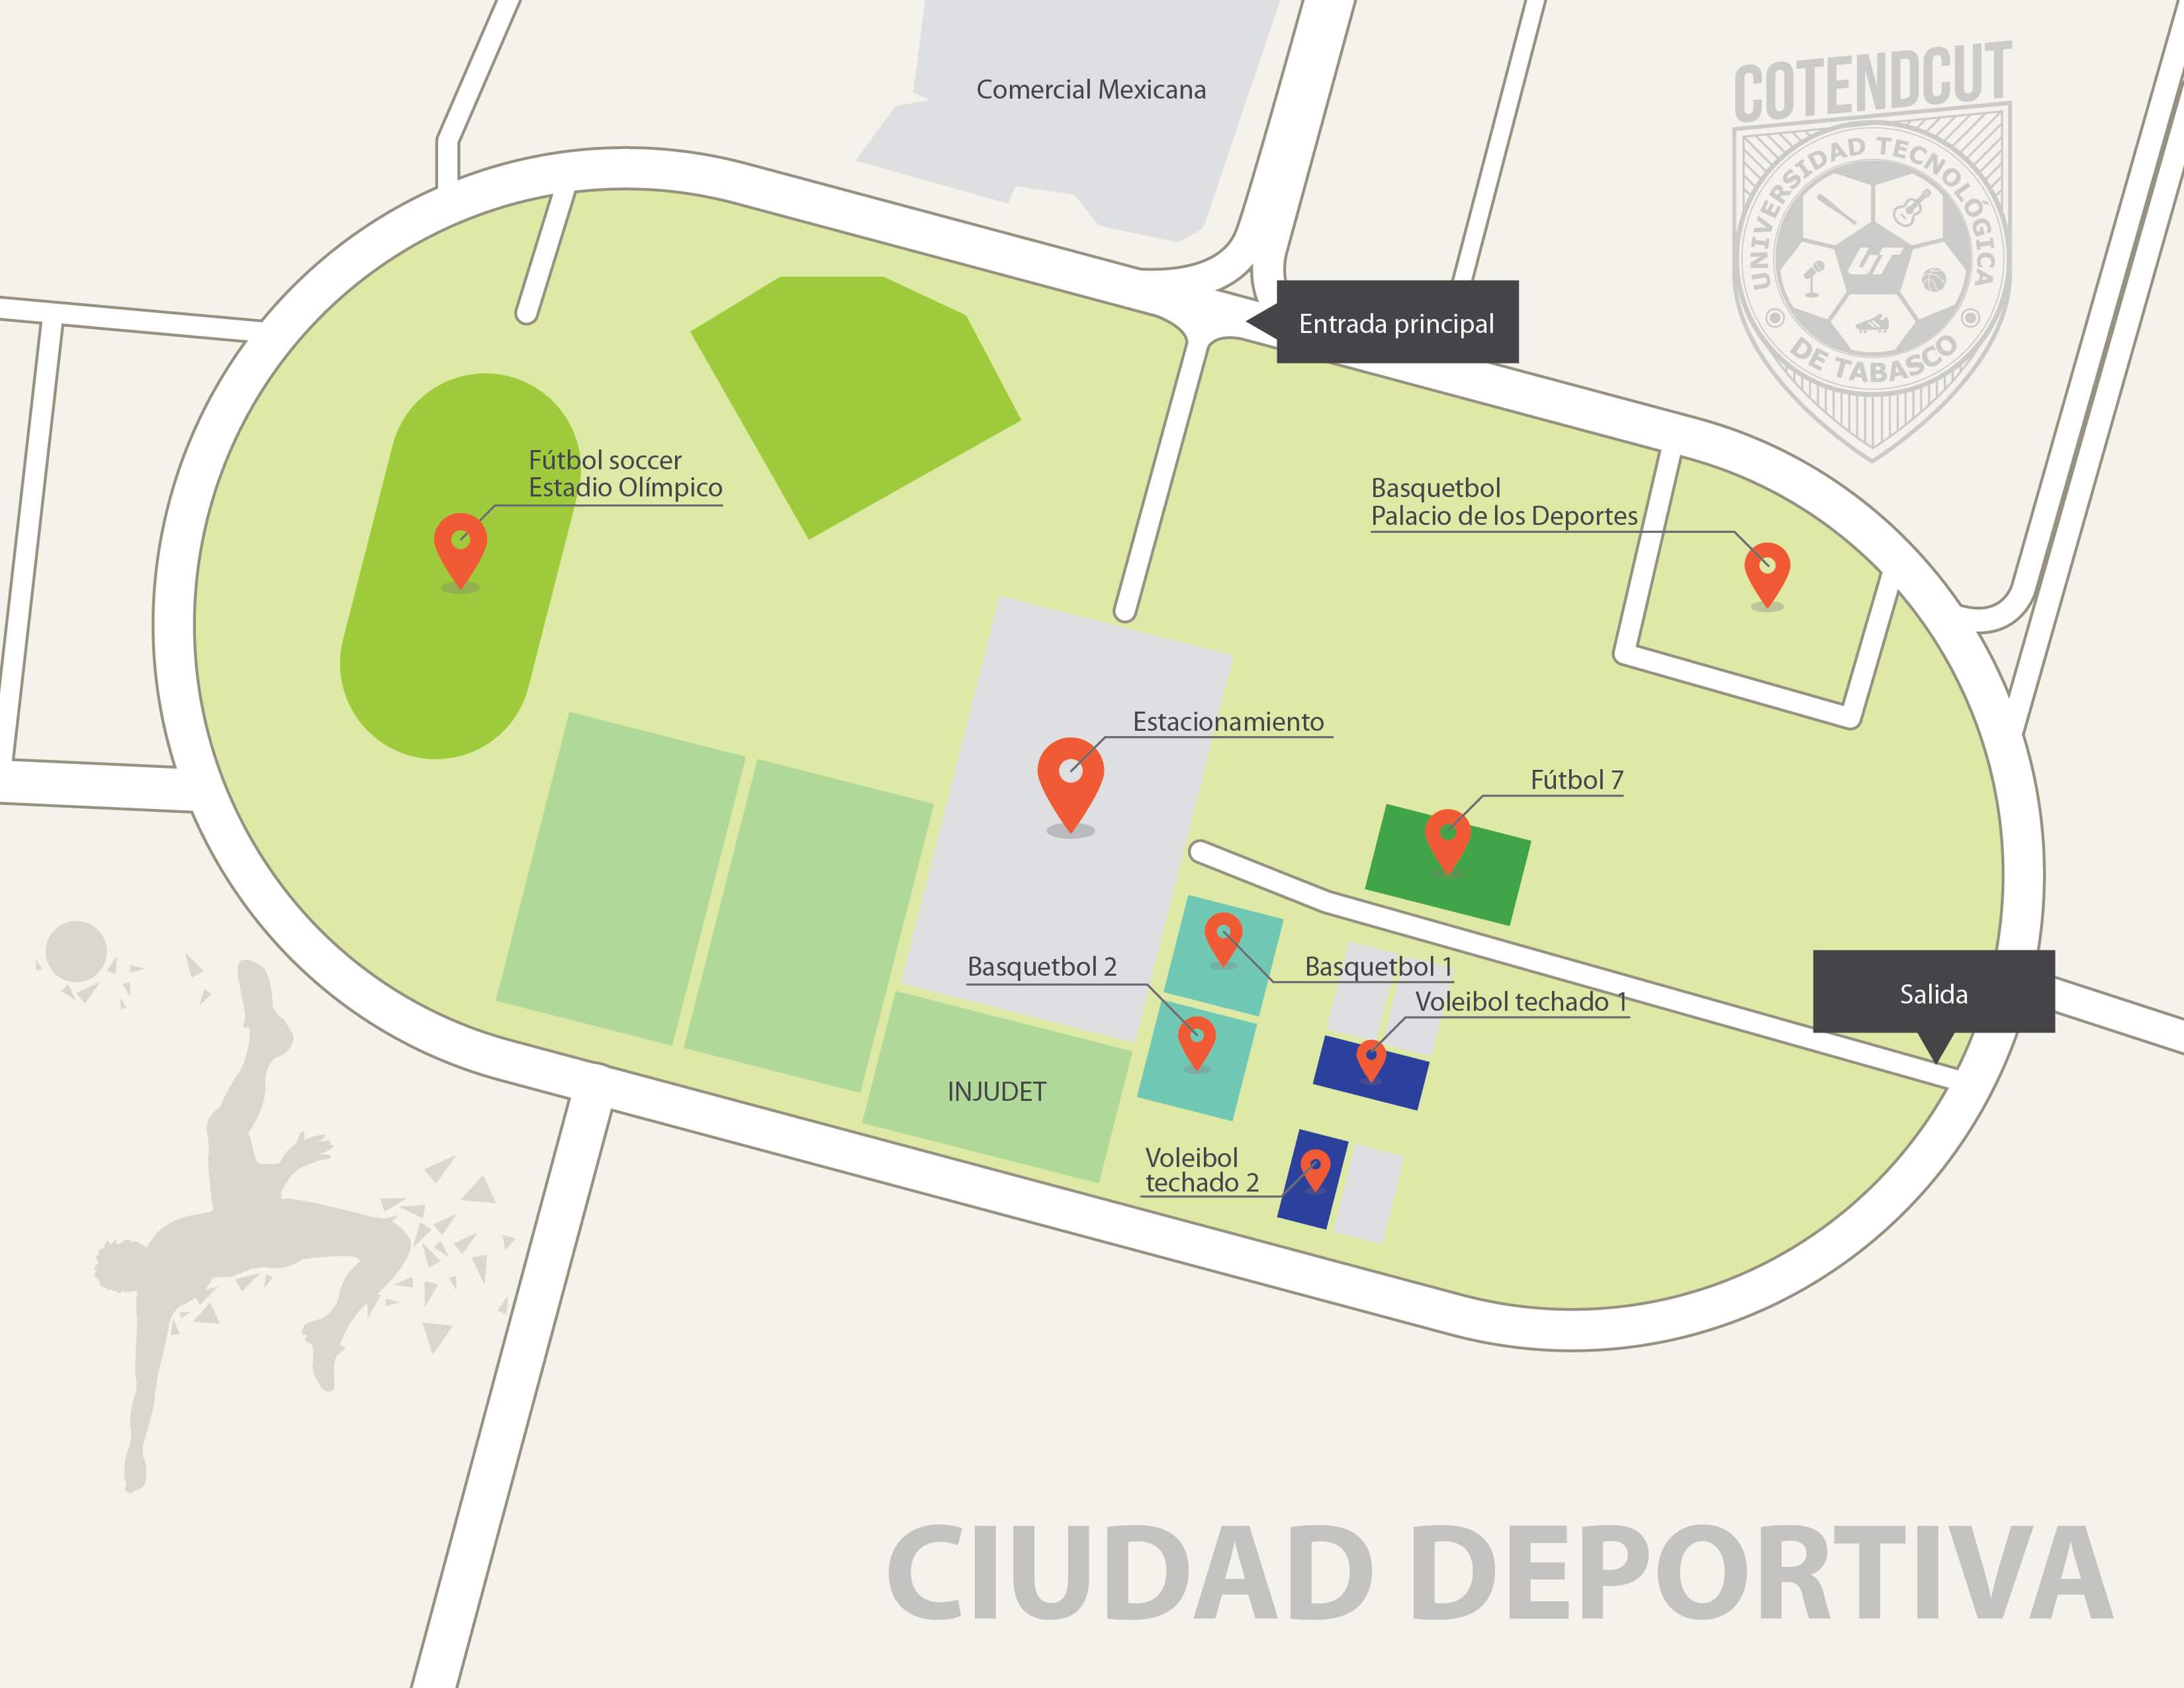 Comercial Mexicana
COTENDCUT
UNIVERSIDAD TECNOLÓGICA
DE TABASCO
UT
Entrada principal
Fútbol soccer
Estadio Olímpico
Basquetbol
Palacio de los Deportes
Estacionamiento
Fútbol 7
Basquetbol 2
Basquetbol 1
Voleibol techado 1
Salida
INJUDET
Voleibol
techado 2
CIUDAD DEPORTIVA